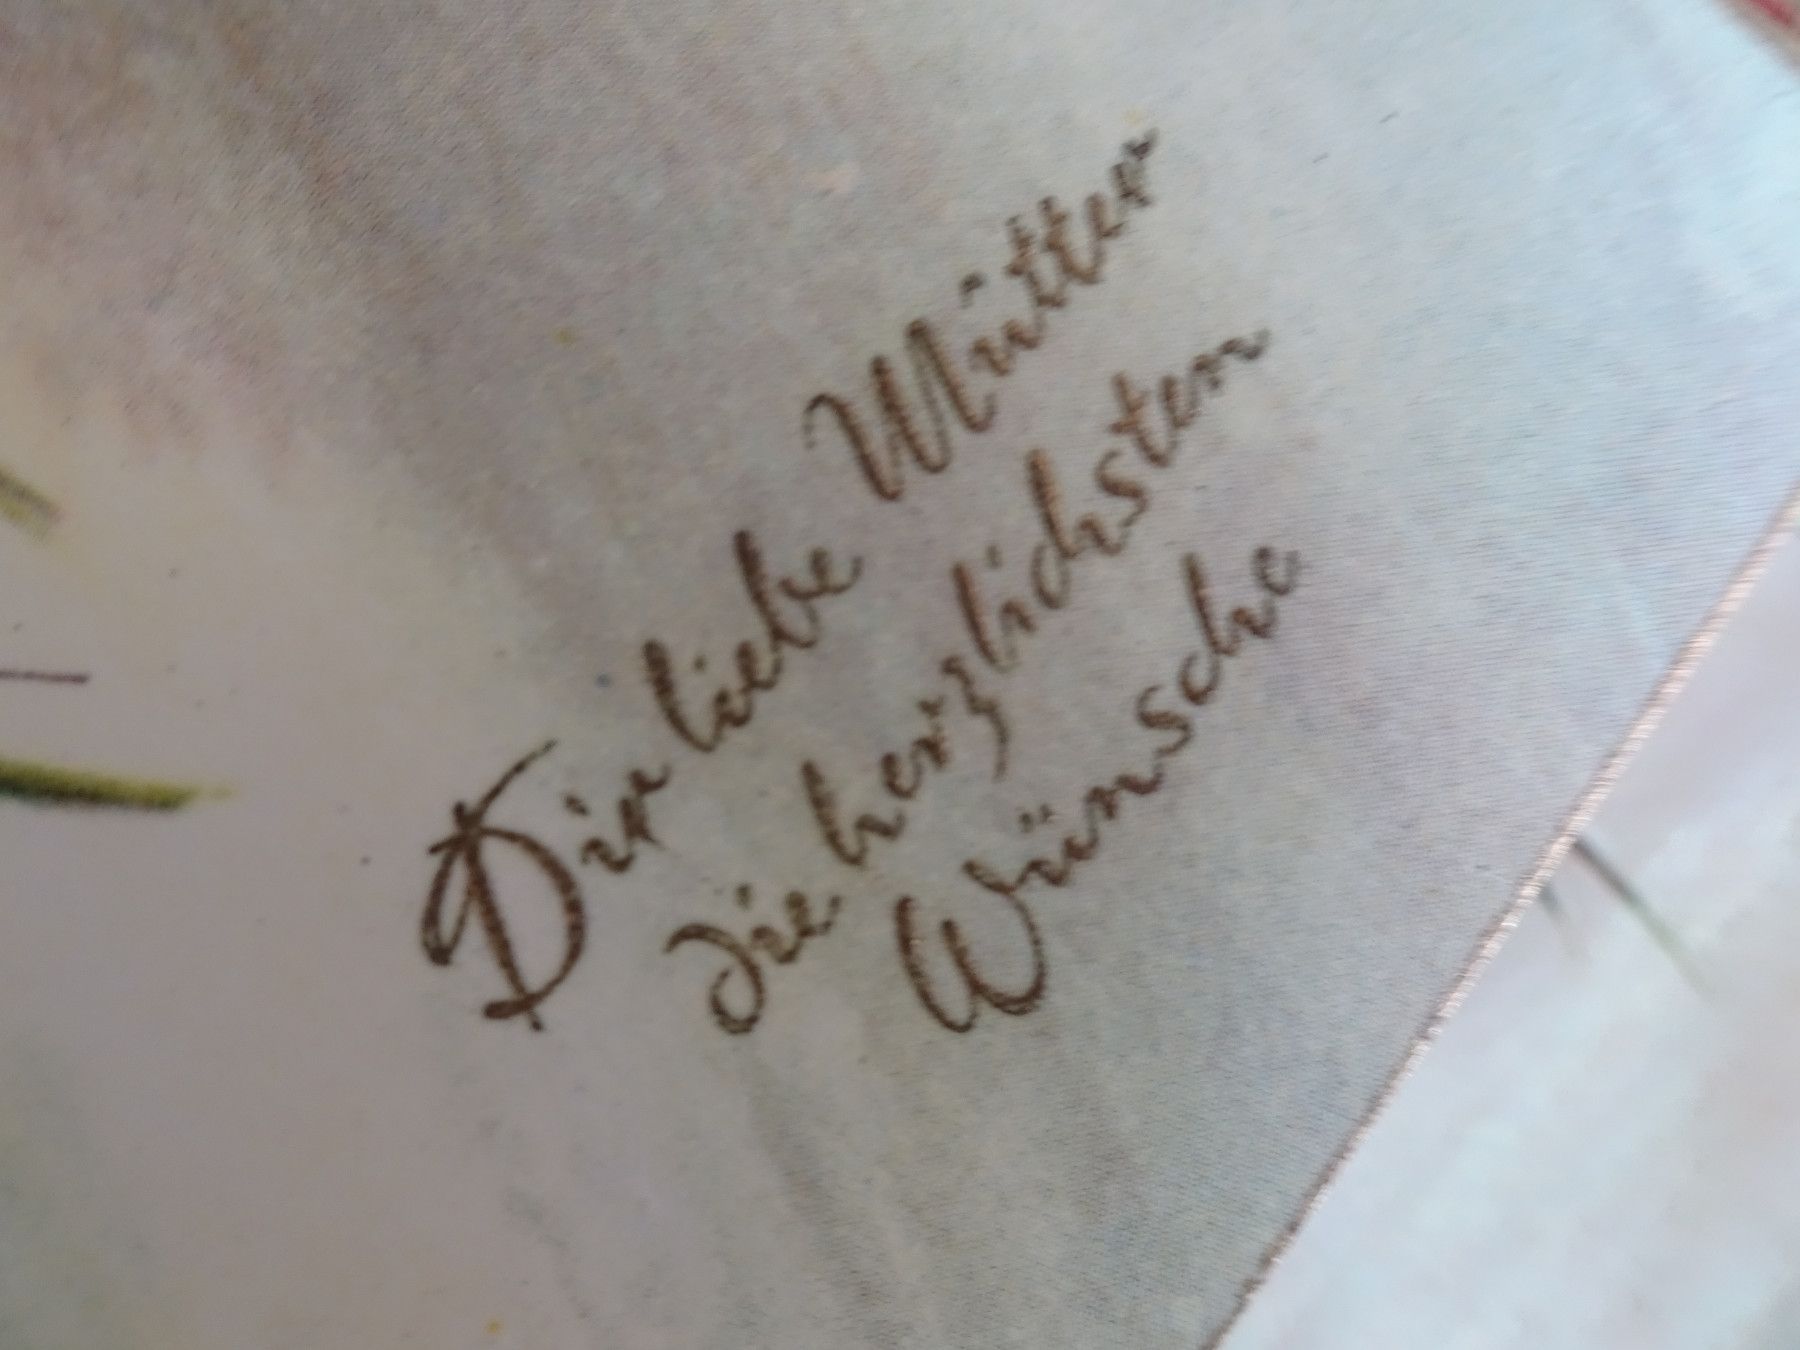 Dir liebe Mutter
die herzlichsten
Wünsche